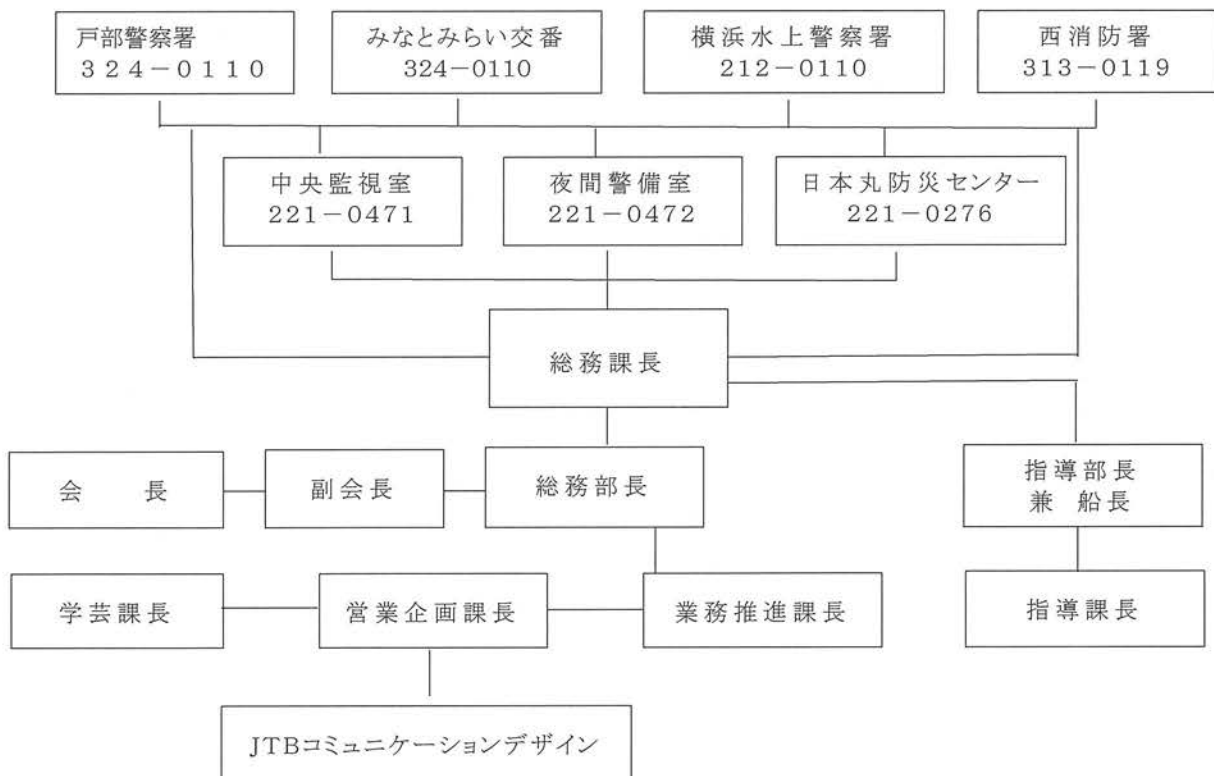 戸部警察署
324-0110
みなとみらい交番
324-0110
横浜水上警察署
212-0110
西消防署
313-0119
中央監視室
221-0471
夜間警備室
221-0472
日本丸防災センター
221-0276
総務課長
会　　長
副会長
総務部長
指導部長
兼 船長
学芸課長
営業企画課長
業務推進課長
指導課長
JTBコミュニケーションデザイン